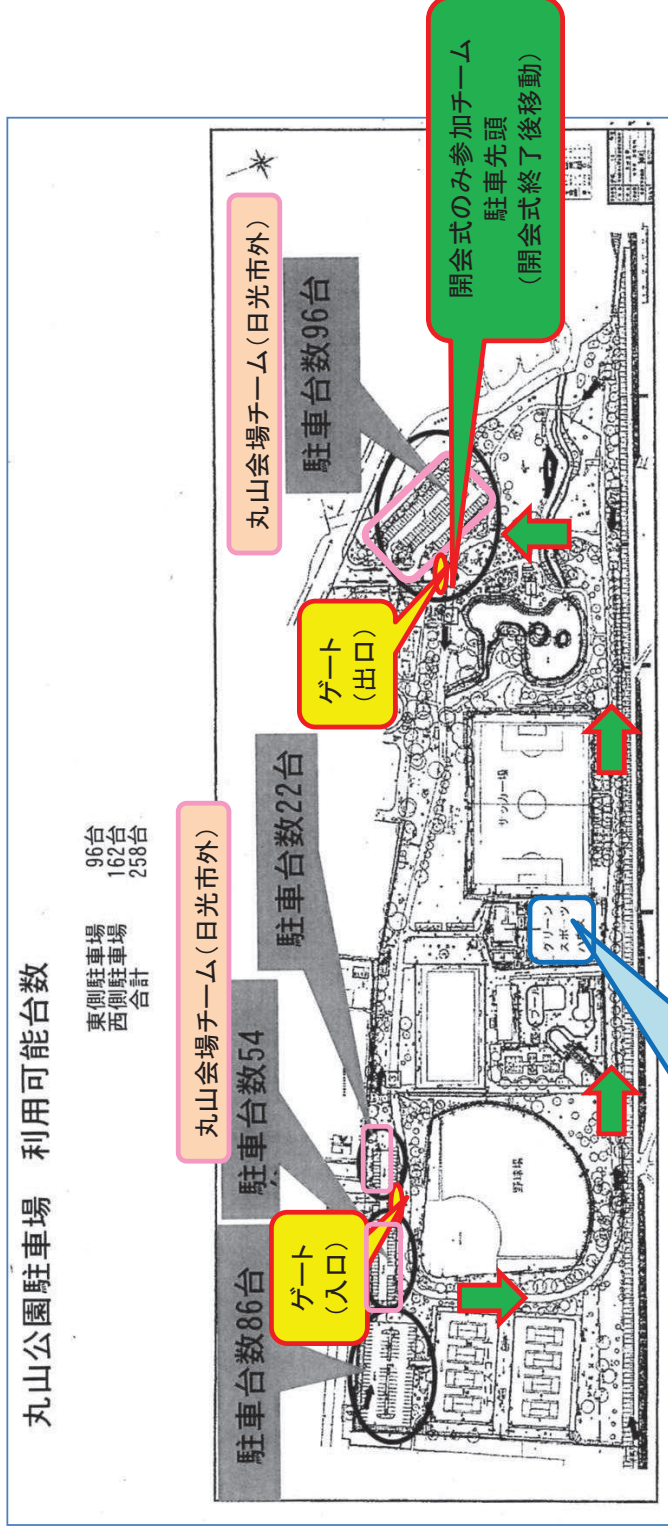 丸山公園駐車場 利用可能台数
東側駐車場 96台
西側駐車場 162台
合計 258台
丸山会場チーム(日光市外)
丸山会場チーム(日光市外)
駐車台数86台
駐車台数54
駐車台数22台
駐車台数96台
ゲート
(入口)
ゲート
(出口)
開会式のみ参加チーム
駐車先頭
(開会式終了後移動)
野球場
サッカー場
グリーン
スポーツ